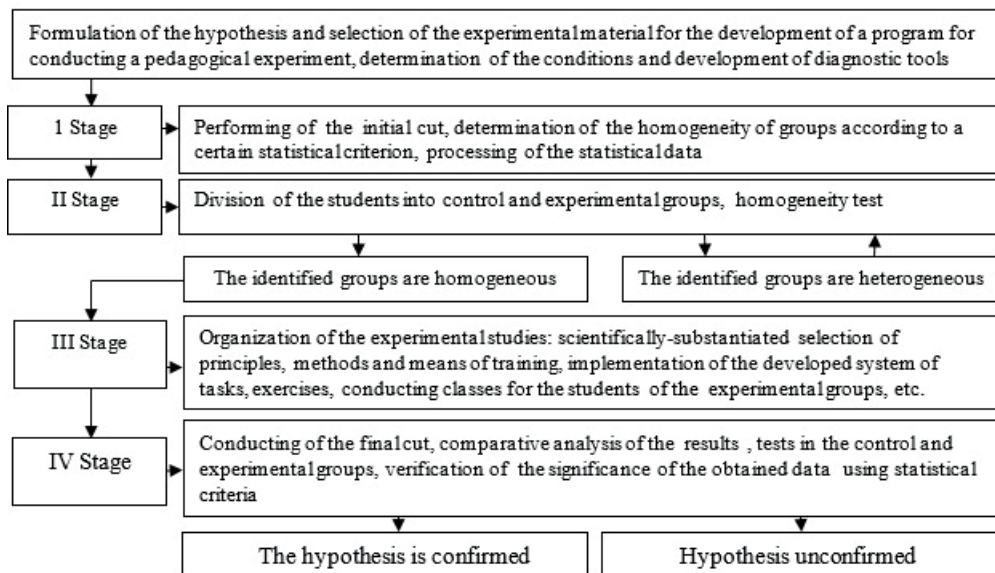 Formulation of the hypothesis and selection of the experimental material for the development of a program for
conducting a pedagogical experiment, determination of the conditions and development of diagnostic tools
1 Stage
Performing of the initial cut, determination of the homogeneity of groups according to a
certain statistical criterion, processing of the statistical data
II Stage
Division of the students into control and experimental groups, homogeneity test
The identified groups are homogeneous
The identified groups are heterogeneous
III Stage
Organization of the experimental studies: scientifically-substantiated selection of
principles, methods and means of training, implementation of the developed system of
tasks, exercises, conducting classes for the students of the experimental groups, etc.
IV Stage
Conducting of the final cut, comparative analysis of the results , tests in the control and
experimental groups, verification of the significance of the obtained data using statistical
criteria
The hypothesis is confirmed
Hypothesis unconfirmed